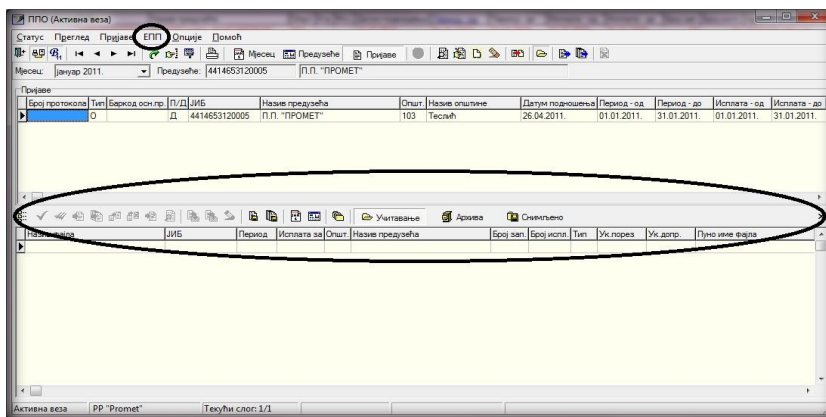 ППО (Активна веза)
Статус Преглед Пријаве ЕПП Опције Помоћ
Мјесец Предузеће Пријаве
Мјесец: јануар 2011. Предузеће: 4414653120005 П.П. "ПРОМЕТ"
Пријаве
Број протокола Тип Баркод осн.пр. П/Д ЈИБ Назив предузећа Општ. Назив општине Датум подношења Период - од Период - до Исплата - од Исплата - до
О Д 4414653120005 П.П. "ПРОМЕТ" 103 Теслић 26.04.2011. 01.01.2011. 31.01.2011. 01.01.2011. 31.01.2011.
Учитавање Архива Снимљено
Назив фајла ЈИБ Период Исплата за Општ. Назив предузећа Број зап. Број испл. Тип Ук.порез Ук.допр. Пуно име фајла
Активна веза PP "Promet" Текући слог: 1/1